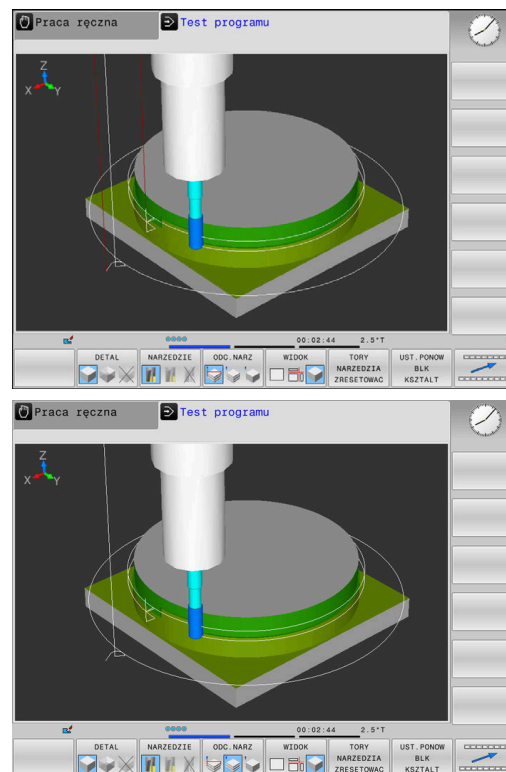 Praca ręczna
Test programu
Z
X
Y
00:02:44 2.5*T
DETAL
NARZEDZIE
ODC.NARZ
WIDOK
TORY
NARZEDZIA
ZRESETOWAC
UST.PONOW
BLK
KSZTALT
Praca ręczna
Test programu
Z
X
Y
00:02:44 2.5*T
DETAL
NARZEDZIE
ODC.NARZ
WIDOK
TORY
NARZEDZIA
ZRESETOWAC
UST.PONOW
BLK
KSZTALT